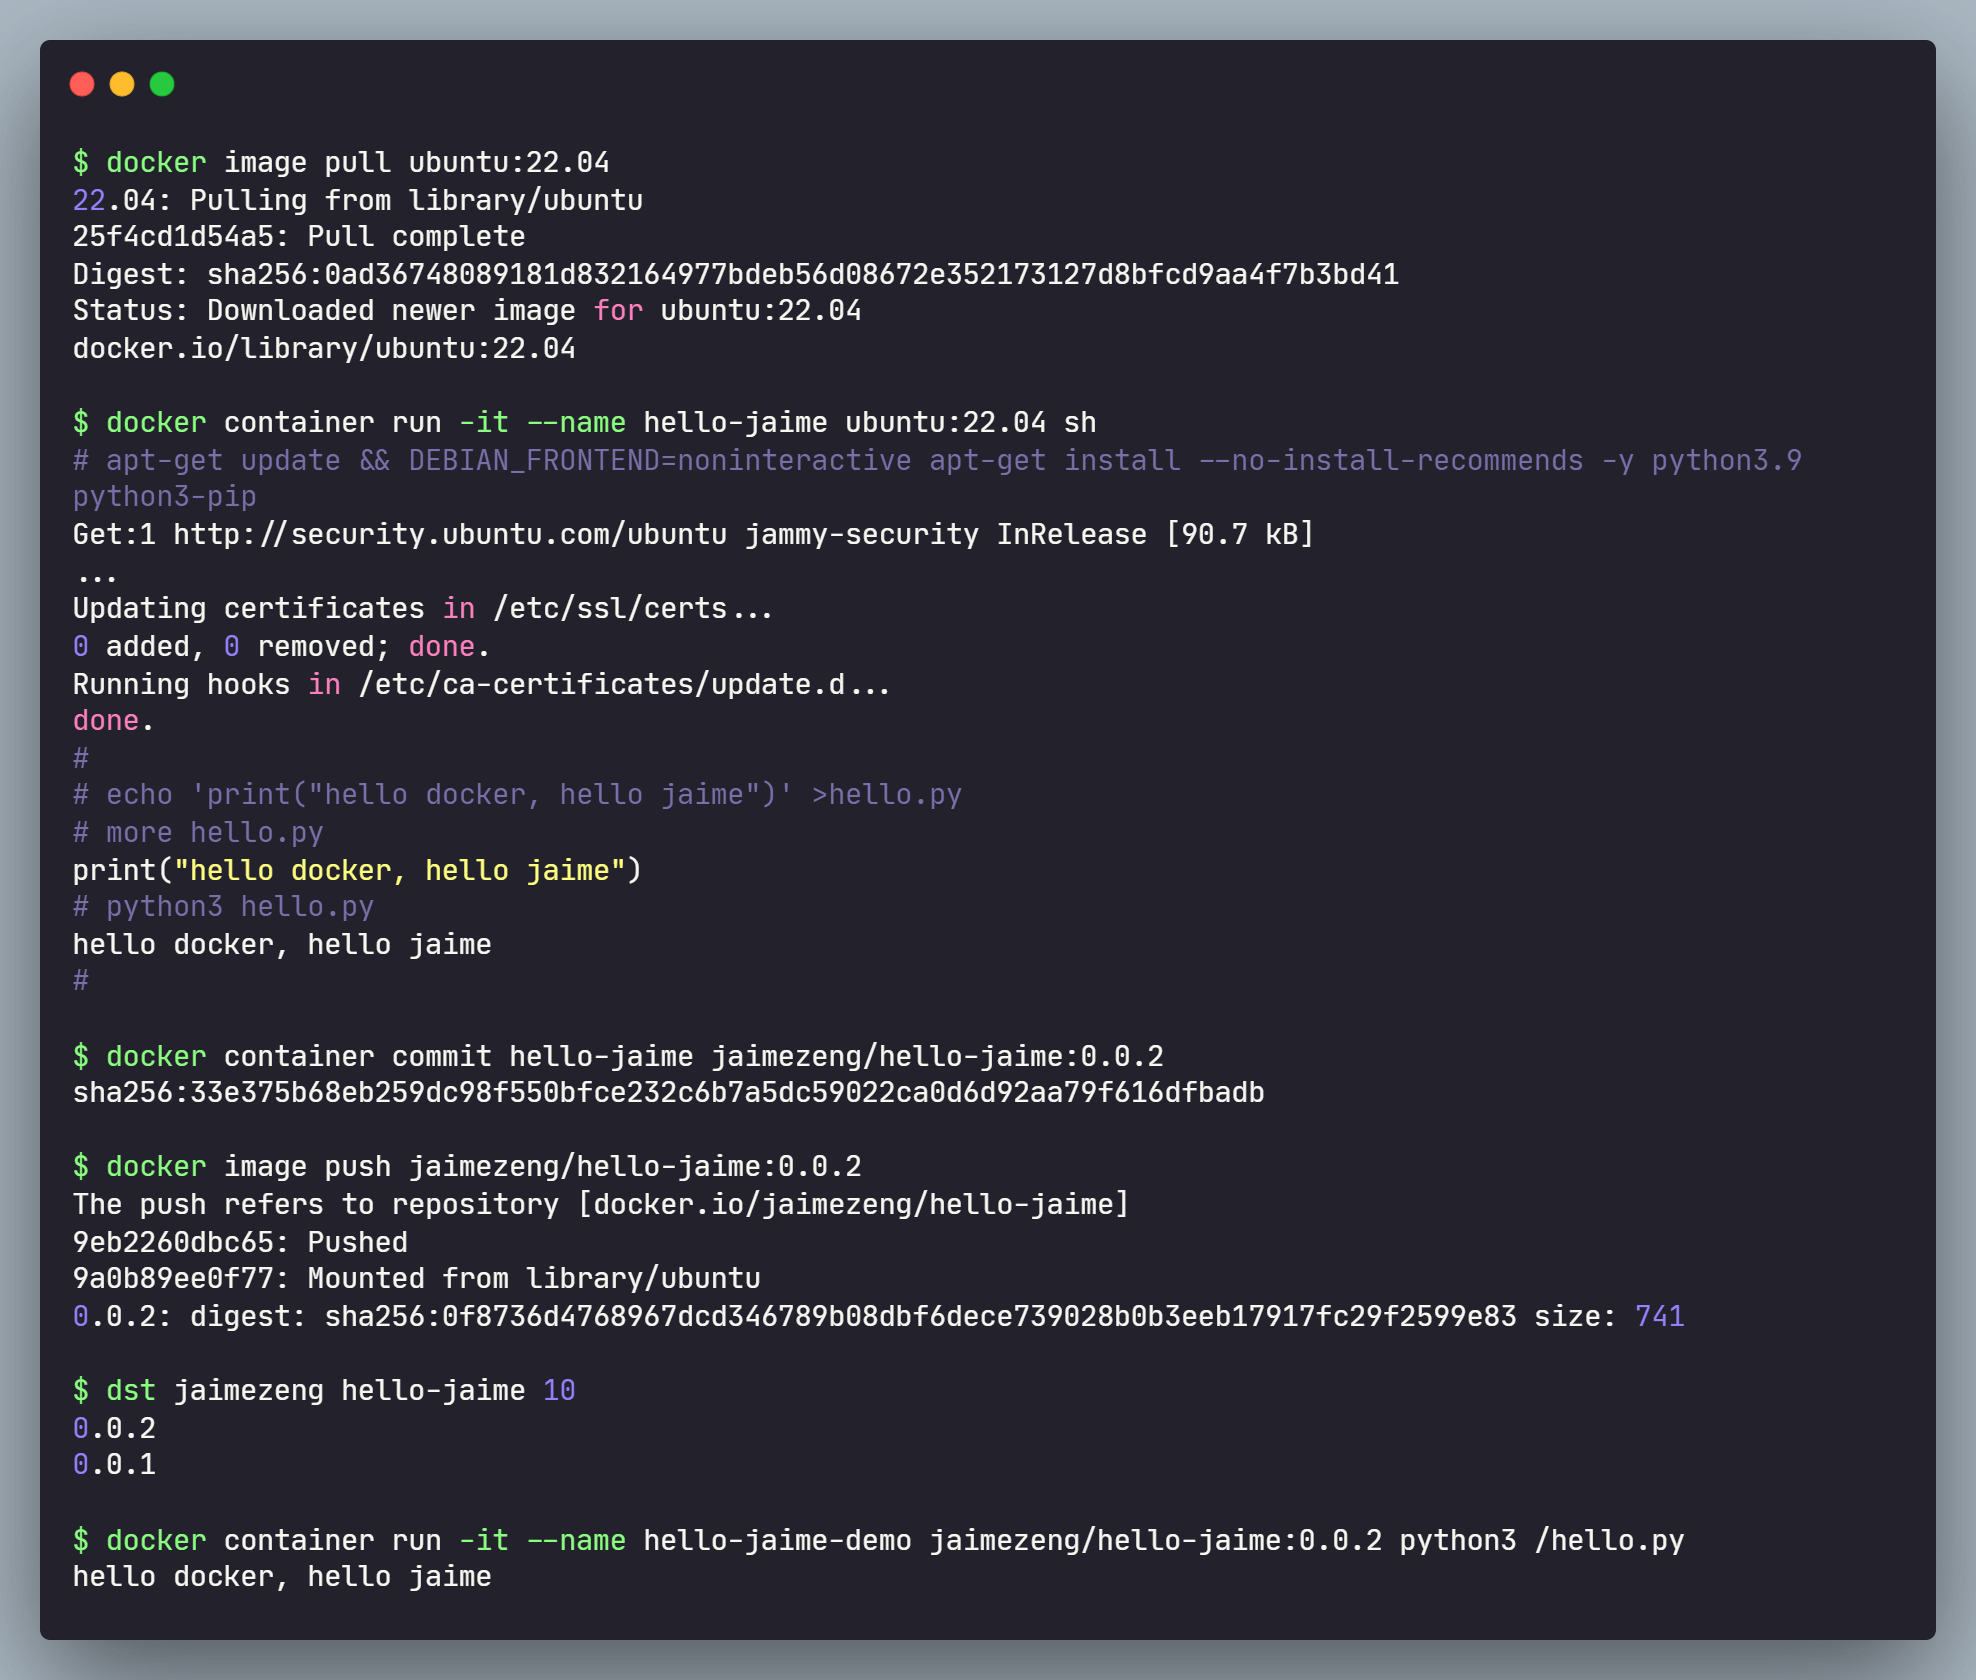 $ docker image pull ubuntu:22.04
22.04: Pulling from library/ubuntu
25f4cd1d54a5: Pull complete
Digest: sha256:0ad36748089181d832164977bdeb56d08672e352173127d8bfcd9aa4f7b3bd41
Status: Downloaded newer image for ubuntu:22.04
docker.io/library/ubuntu:22.04
$ docker container run -it --name hello-jaime ubuntu:22.04 sh
# apt-get update && DEBIAN_FRONTEND=noninteractive apt-get install --no-install-recommends -y python3.9
python3-pip
Get:1 http://security.ubuntu.com/ubuntu jammy-security InRelease [90.7 kB]
...
Updating certificates in /etc/ssl/certs...
0 added, 0 removed; done.
Running hooks in /etc/ca-certificates/update.d...
done.
#
# echo 'print("hello docker, hello jaime")' >hello.py
# more hello.py
print("hello docker, hello jaime")
# python3 hello.py
hello docker, hello jaime
#
$ docker container commit hello-jaime jaimezeng/hello-jaime:0.0.2
sha256:33e375b68eb259dc98f550bfce232c6b7a5dc59022ca0d6d92aa79f616dfbadb
$ docker image push jaimezeng/hello-jaime:0.0.2
The push refers to repository [docker.io/jaimezeng/hello-jaime]
9eb2260dbc65: Pushed
9a0b89ee0f77: Mounted from library/ubuntu
0.0.2: digest: sha256:0f8736d4768967dcd346789b08dbf6dece739028b0b3eeb17917fc29f2599e83 size: 741
$ dst jaimezeng hello-jaime 10
0.0.2
0.0.1
$ docker container run -it --name hello-jaime-demo jaimezeng/hello-jaime:0.0.2 python3 /hello.py
hello docker, hello jaime